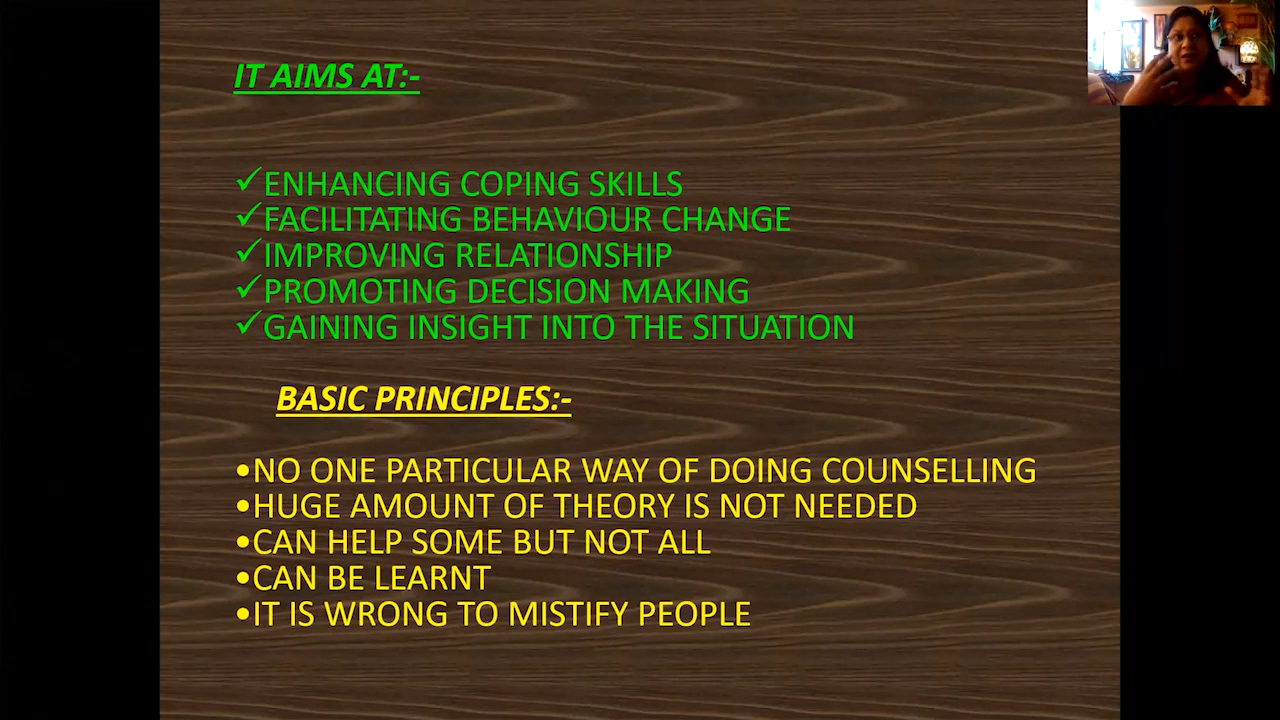 IT AIMS AT:-
✓ENHANCING COPING SKILLS
✓FACILITATING BEHAVIOUR CHANGE
✓IMPROVING RELATIONSHIP
✓PROMOTING DECISION MAKING
✓GAINING INSIGHT INTO THE SITUATION
BASIC PRINCIPLES:-
•NO ONE PARTICULAR WAY OF DOING COUNSELLING
•HUGE AMOUNT OF THEORY IS NOT NEEDED
•CAN HELP SOME BUT NOT ALL
•CAN BE LEARNT
•IT IS WRONG TO MISTIFY PEOPLE